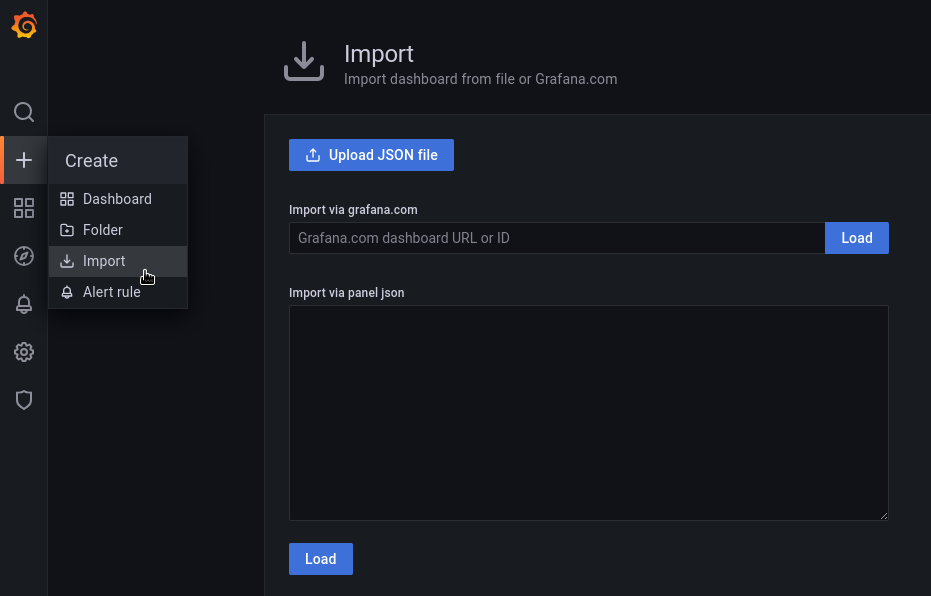 Import
Import dashboard from file or Grafana.com
Create
Dashboard
Folder
Import
Alert rule
Upload JSON file
Import via grafana.com
Grafana.com dashboard URL or ID
Load
Import via panel json
Load